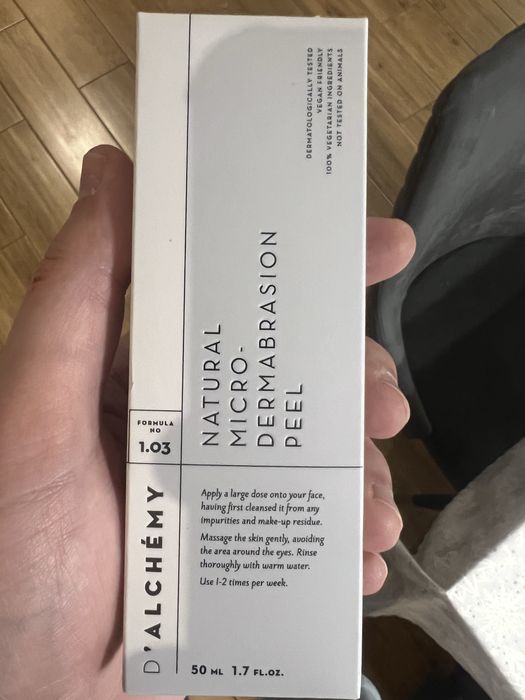 DERMATOLOGICALLY TESTED
VEGAN FRIENDLY
100% VEGETARIAN INGREDIENTS
NOT TESTED ON ANIMALS
NATURAL
MICRO-
DERMABRASION
PEEL
FORMULA
NO
1.03
D'ALCHÉMY
Apply a large dose onto your face,
having first cleansed it from any
impurities and make-up residue.
Massage the skin gently, avoiding
the area around the eyes. Rinse
thoroughly with warm water.
Use 1-2 times per week.
50 ML 1.7 FL.OZ.